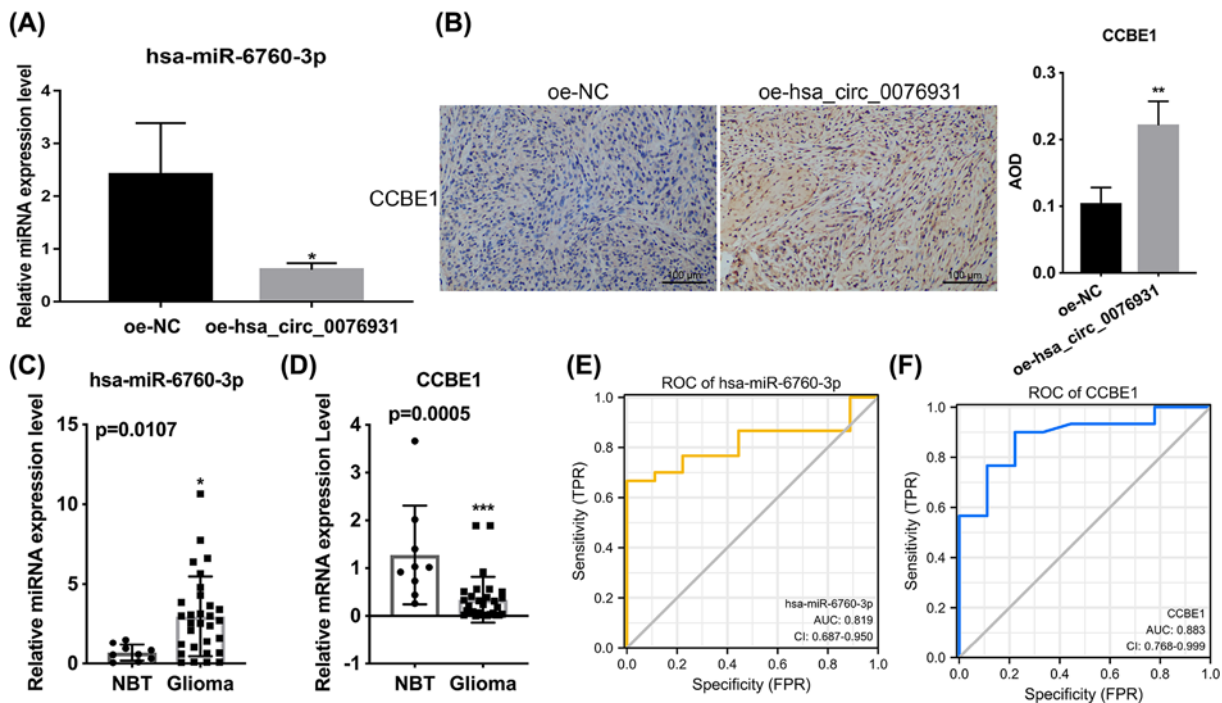 (A)
hsa-miR-6760-3p
Relative miRNA expression level
4
3
2
1
0
oe-NC
oe-hsa_circ_0076931
*
(B)
oe-NC
oe-hsa_circ_0076931
CCBE1
100 μm
100 μm
CCBE1
AOD
0.3
0.2
0.1
0.0
**
oe-NC
oe-hsa_circ_0076931
(C)
hsa-miR-6760-3p
p=0.0107
Relative miRNA expression level
15
10
5
0
*
NBT
Glioma
(D)
CCBE1
p=0.0005
Relative mRNA expression Level
4
3
2
1
0
-1
***
NBT
Glioma
(E)
ROC of hsa-miR-6760-3p
Sensitivity (TPR)
1.0
0.8
0.6
0.4
0.2
0.0
hsa-miR-6760-3p
AUC: 0.819
CI: 0.687-0.950
0.0 0.2 0.4 0.6 0.8 1.0
Specificity (FPR)
(F)
ROC of CCBE1
Sensitivity (TPR)
1.0
0.8
0.6
0.4
0.2
0.0
CCBE1
AUC: 0.883
CI: 0.768-0.999
0.0 0.2 0.4 0.6 0.8 1.0
Specificity (FPR)